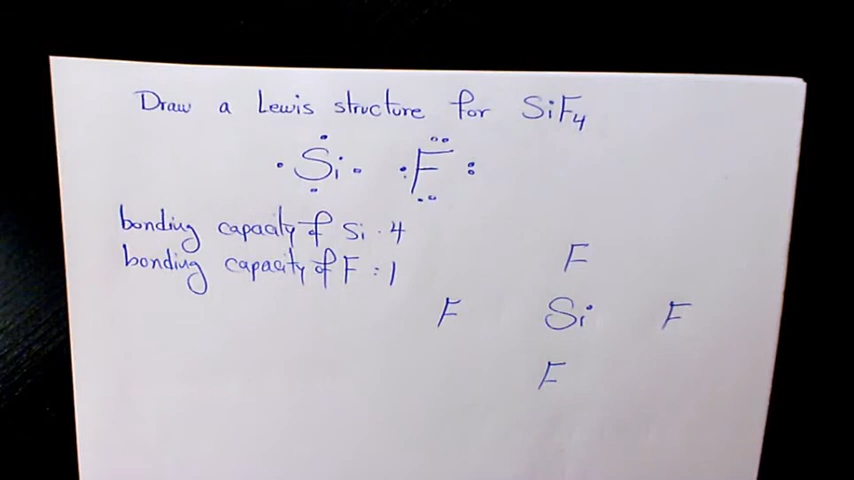 Draw a Lewis structure for SiF4
Si F
bonding capacity of Si : 4
bonding capacity of F : 1
F
F Si F
F